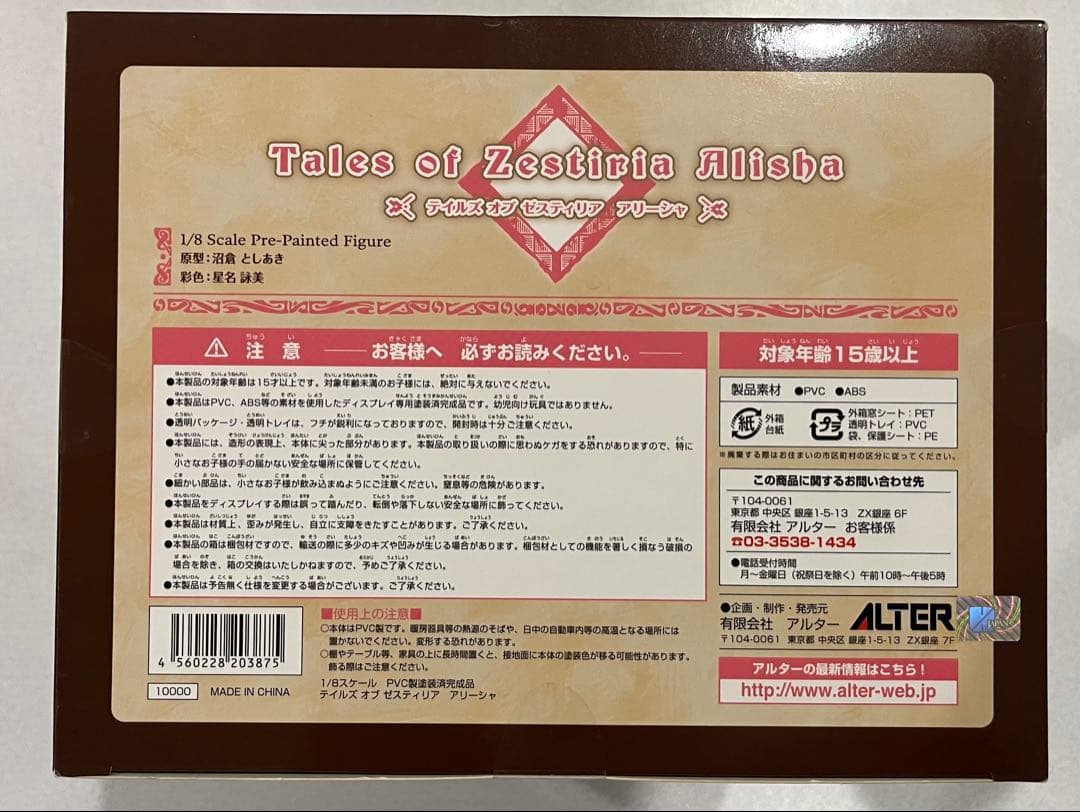 Tales of Zestiria Alisha
テイルズ オブ ゼスティリア アリーシャ
1/8 Scale Pre-Painted Figure
原型:沼倉 としあき
彩色:星名 詠美
⚠ 注意 お客様へ 必ずお読みください。
●本製品の対象年齢は15才以上です。対象年齢未満のお子様には、絶対に与えないでください。
●本製品はPVC、ABS等の素材を使用したディスプレイ専用塗装済完成品です。幼児向け玩具ではありません。
●透明パッケージ・透明トレイは、フチが鋭利になっておりますので、開封時は十分ご注意ください。
●本製品には、造形の表現上、本体に尖った部分があります。本製品の取り扱いの際に思わぬケガをする恐れがありますので、特に
小さなお子様の手の届かない安全な場所に保管してください。
●細かい部品は、小さなお子様が飲み込まぬようにご注意ください。窒息等の危険があります。
●本製品をディスプレイする際は誤って踏んだり、転倒や落下しない安全な場所に飾ってください。
●本製品は材質上、歪みが発生し、自立に支障をきたすことがあります。ご了承ください。
●本製品の箱は梱包材ですので、輸送の際に多少のキズや凹みが生じる場合があります。梱包材としての機能を著しく損なう破損の
場合を除き、箱の交換はいたしかねますので、予めご了承ください。
●本製品は予告無く仕様を変更する場合がございます。ご了承ください。
4 560228 203875
10000 MADE IN CHINA
■使用上の注意■
○本体はPVC製です。暖房器具等の熱源のそばや、日中の自動車内等の高温となる場所には
置かないでください。変形する恐れがあります。
○棚やテーブル等、家具の上に長時間置くと、接地面に本体の塗装色が移る可能性があります。
飾る際はご注意ください。
1/8スケール PVC製塗装済完成品
テイルズ オブ ゼスティリア アリーシャ
対象年齢15歳以上
製品素材 ●PVC ●ABS
紙 外箱
台紙
プラ 外箱窓シート:PET
透明トレイ:PVC
袋、保護シート:PE
※廃棄する際はお住まいの市区町村の区分に従ってください。
この商品に関するお問い合わせ先
〒104-0061
東京都 中央区 銀座1-5-13 ZX銀座 6F
有限会社 アルター お客様係
☎03-3538-1434
●電話受付時間
月〜金曜日(祝祭日を除く)午前10時〜午後5時
●企画・制作・発売元
有限会社 アルター
ALTER
〒104-0061 東京都 中央区 銀座1-5-13 ZX銀座 7F
JAPAN
アルターの最新情報はこちら!
http://www.alter-web.jp